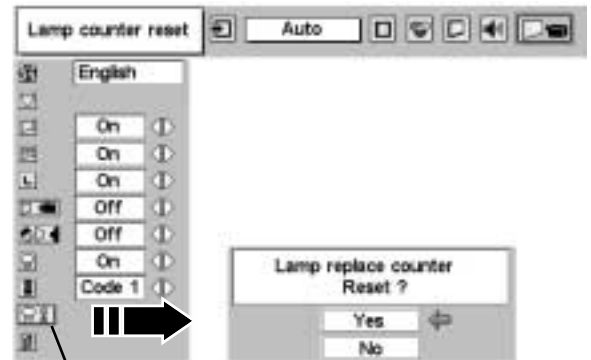 Lamp counter reset
Auto
English
On
On
On
Off
Off
On
Code 1
Lamp replace counter
Reset ?
Yes
No